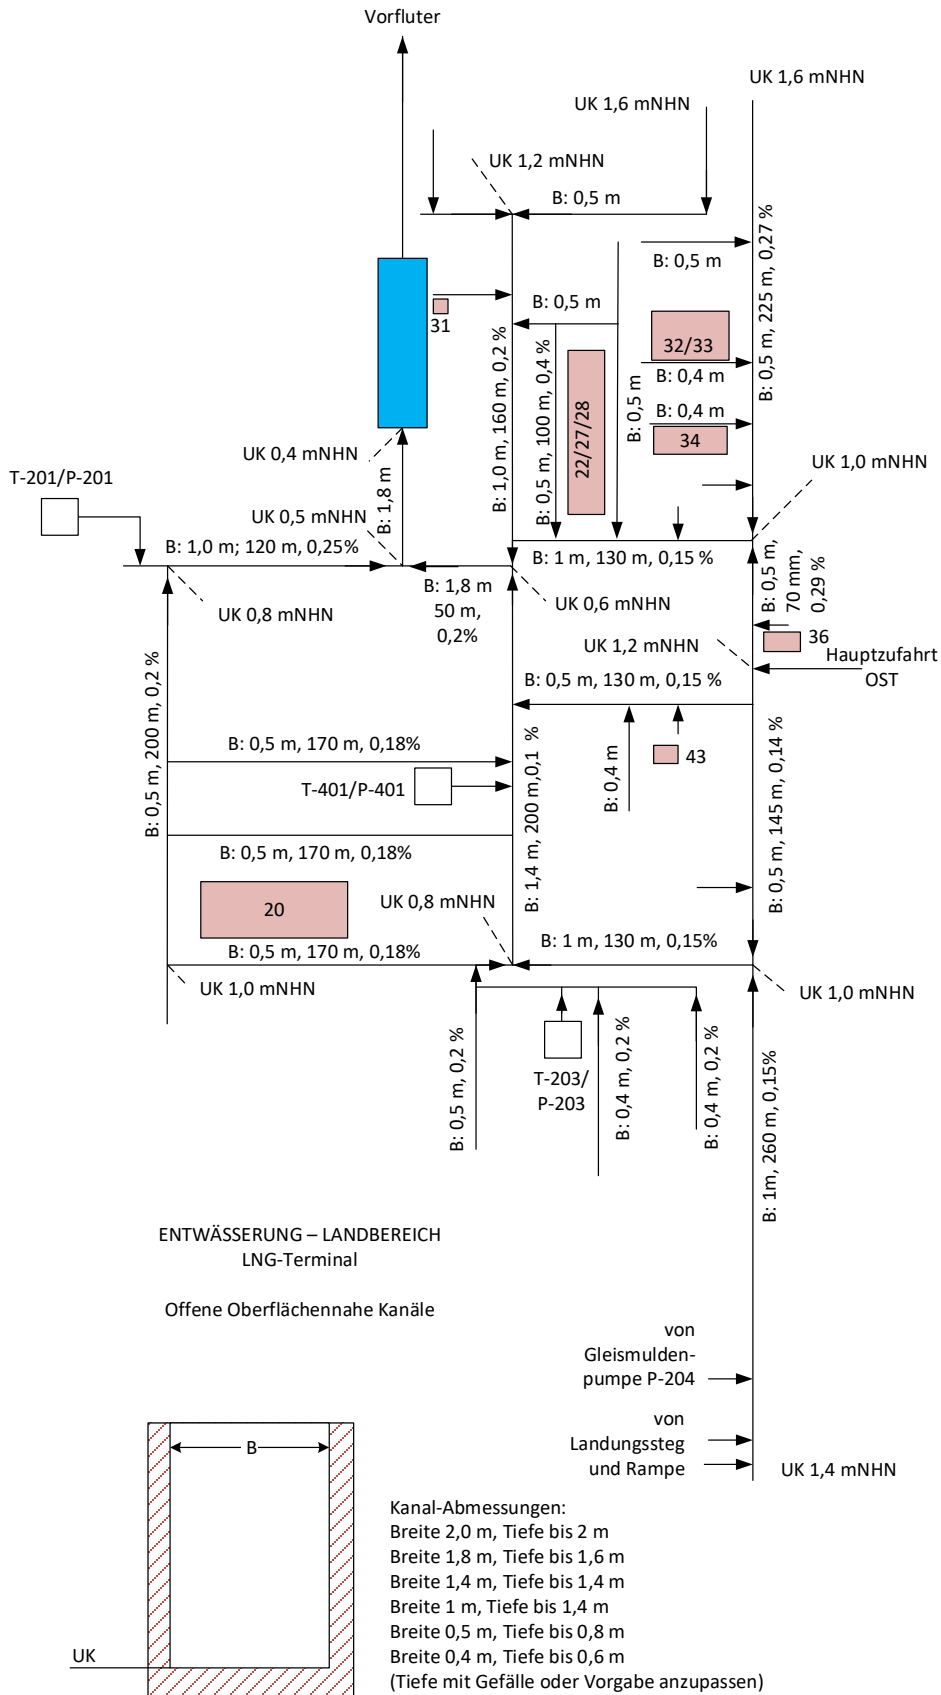 Vorfluter
UK 1,6 mNHN
UK 1,6 mNHN
UK 1,2 mNHN
B: 0,5 m
B: 0,5 m, 225 m, 0,27 %
B: 0,5 m
B: 0,5 m
31
32/33
B: 0,4 m
B: 1,0 m, 160 m, 0,2 %
B: 0,5 m, 100 m, 0,4 %
22/27/28
B: 0,5 m
B: 0,4 m
34
UK 0,4 mNHN
B: 1,8 m
UK 1,0 mNHN
T-201/P-201
UK 0,5 mNHN
B: 1,0 m; 120 m, 0,25%
B: 1 m, 130 m, 0,15 %
B: 0,5 m,
70 mm,
0,29 %
B: 1,8 m
50 m,
0,2%
UK 0,6 mNHN
UK 0,8 mNHN
36
UK 1,2 mNHN
Hauptzufahrt
OST
B: 0,5 m, 200 m, 0,2 %
B: 0,5 m, 130 m, 0,15 %
B: 0,5 m, 170 m, 0,18%
43
B: 0,4 m
T-401/P-401
B: 1,4 m, 200 m,0,1 %
B: 0,5 m, 145 m, 0,14 %
B: 0,5 m, 170 m, 0,18%
20
UK 0,8 mNHN
B: 0,5 m, 170 m, 0,18%
B: 1 m, 130 m, 0,15%
UK 1,0 mNHN
UK 1,0 mNHN
B: 0,5 m, 0,2 %
T-203/
P-203
B: 0,4 m, 0,2 %
B: 0,4 m, 0,2 %
B: 1m, 260 m, 0,15%
ENTWÄSSERUNG – LANDBEREICH
LNG-Terminal
Offene Oberflächennahe Kanäle
von
Gleismulden-
pumpe P-204
von
Landungssteg
und Rampe
UK 1,4 mNHN
B
UK
Kanal-Abmessungen:
Breite 2,0 m, Tiefe bis 2 m
Breite 1,8 m, Tiefe bis 1,6 m
Breite 1,4 m, Tiefe bis 1,4 m
Breite 1 m, Tiefe bis 1,4 m
Breite 0,5 m, Tiefe bis 0,8 m
Breite 0,4 m, Tiefe bis 0,6 m
(Tiefe mit Gefälle oder Vorgabe anzupassen)